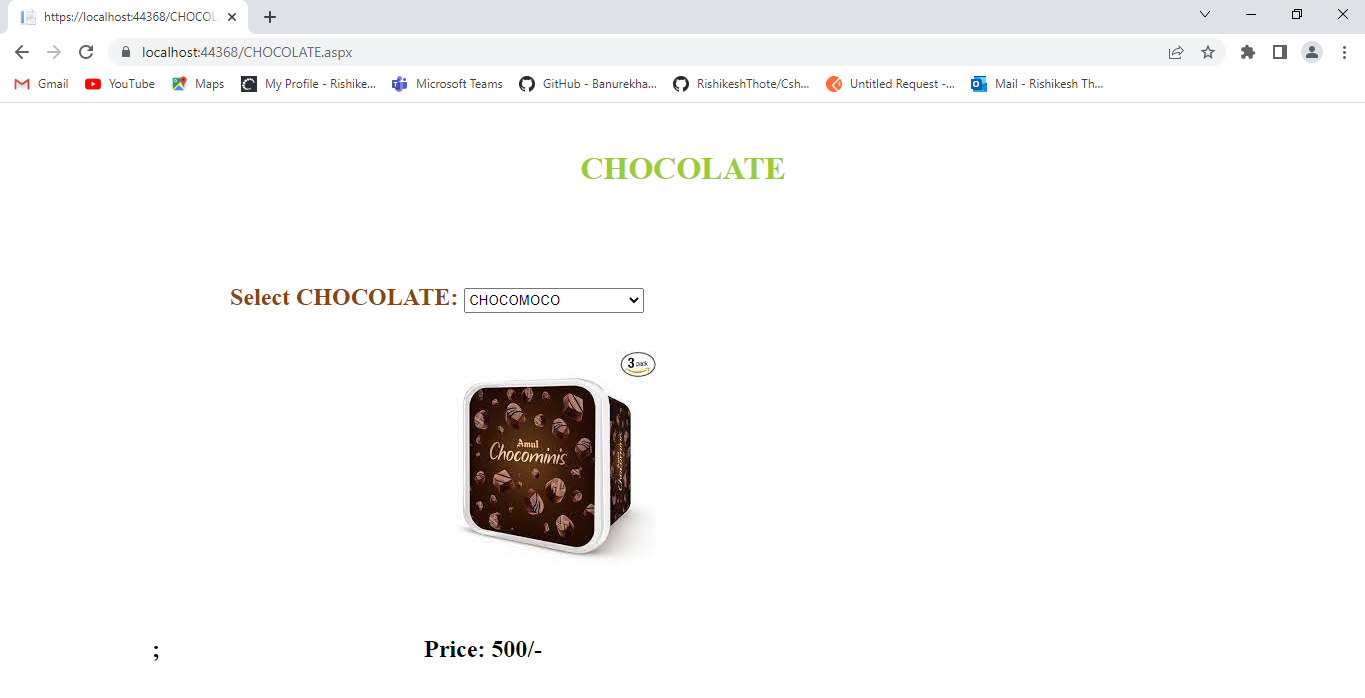 https://localhost:44368/CHOCOL
localhost:44368/CHOCOLATE.aspx
Gmail YouTube Maps My Profile - Rishike... Microsoft Teams GitHub - Banurekha... RishikeshThote/Csh... Untitled Request -... Mail - Rishikesh Th...
CHOCOLATE
Select CHOCOLATE: CHOCOMOCO
3 pack
Amul
Chocominis
; Price: 500/-